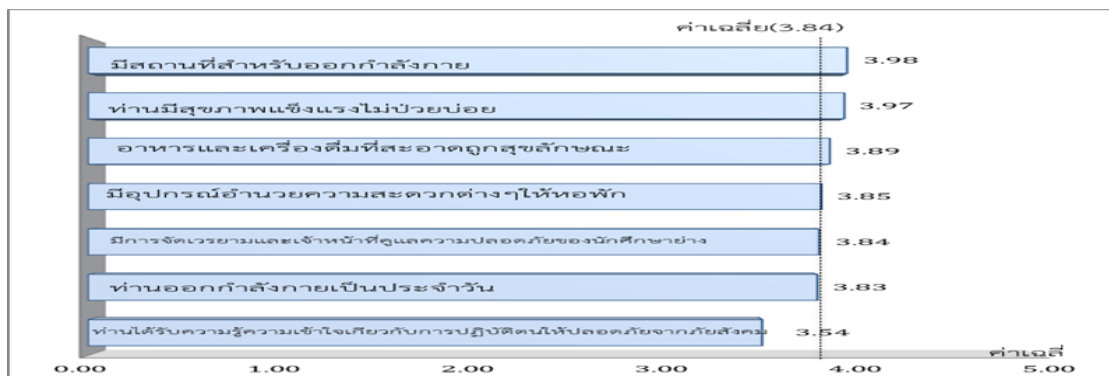 ค่าเฉลี่ย(3.84)
มีสถานที่สำหรับออกกำลังกาย 3.98
ท่านมีสุขภาพแข็งแรงไม่ป่วยบ่อย 3.97
อาหารและเครื่องดื่มที่สะอาดถูกสุขลักษณะ 3.89
มีอุปกรณ์อำนวยความสะดวกต่างๆให้หอพัก 3.85
มีการจัดเวรยามและเจ้าหน้าที่ดูแลความปลอดภัยของนักศึกษาย่าง 3.84
ท่านออกกำลังกายเป็นประจำวัน 3.83
ท่านได้รับความรู้ความเข้าใจเกี่ยวกับการปฏิบัติตนให้ปลอดภัยจากภัยสังคม 3.54
ค่าเฉลี่
0.00 1.00 2.00 3.00 4.00 5.00